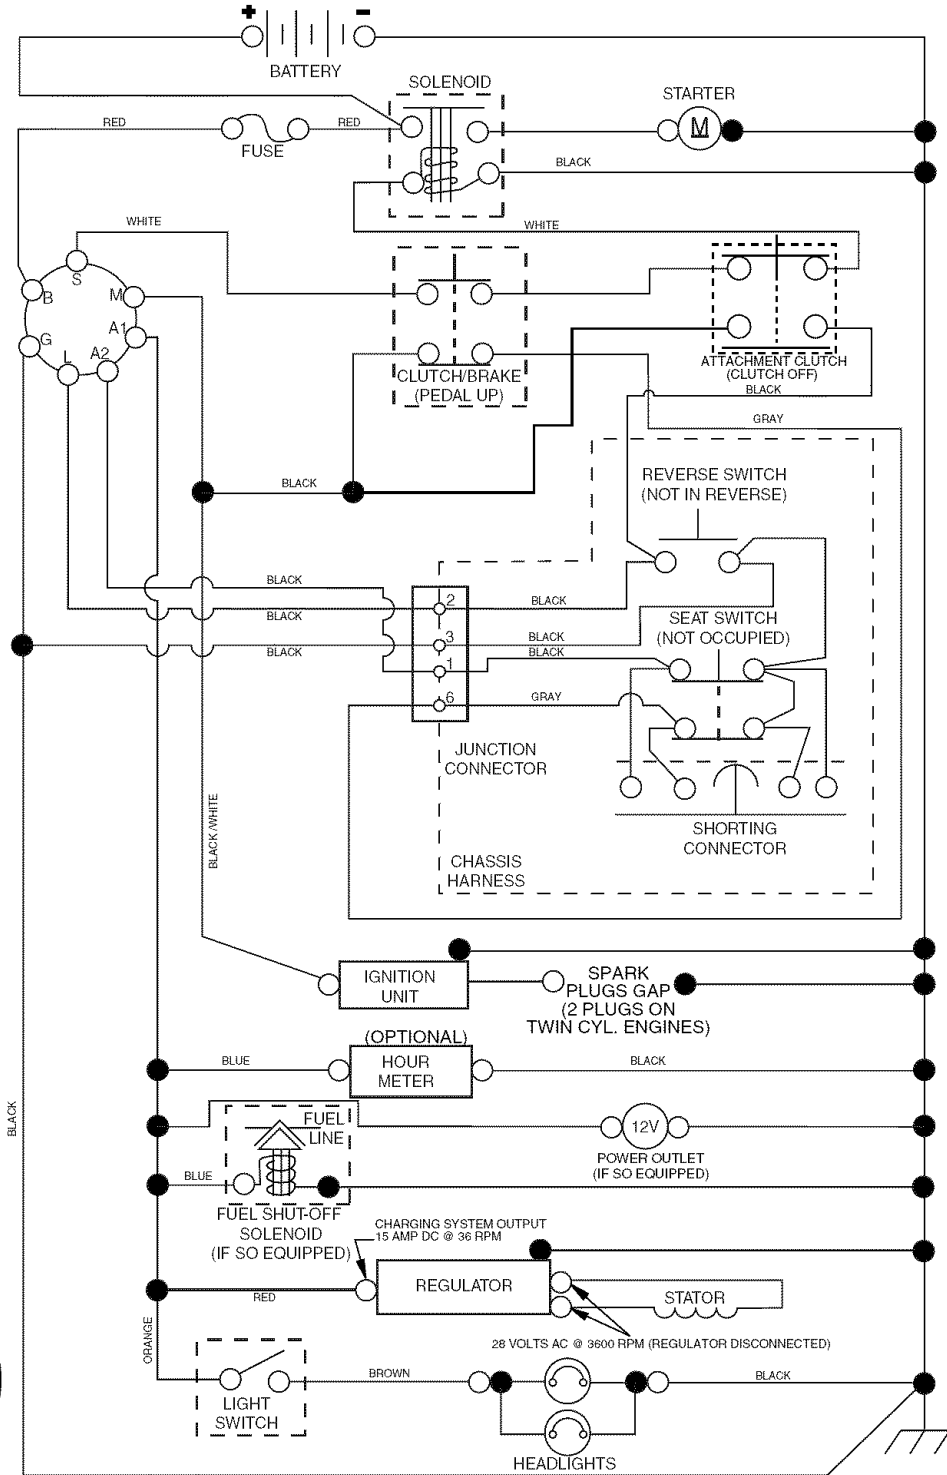 + -
BATTERY
SOLENOID
STARTER
M
RED
FUSE
RED
BLACK
WHITE
WHITE
S
B
M
G
A1
L
A2
CLUTCH/BRAKE
(PEDAL UP)
ATTACHMENT CLUTCH
(CLUTCH OFF)
BLACK
GRAY
BLACK
REVERSE SWITCH
(NOT IN REVERSE)
BLACK
BLACK
2
BLACK
SEAT SWITCH
(NOT OCCUPIED)
BLACK
3
BLACK
BLACK
1
6
GRAY
JUNCTION
CONNECTOR
SHORTING
CONNECTOR
CHASSIS
HARNESS
BLACK/WHITE
IGNITION
UNIT
SPARK
PLUGS GAP
(2 PLUGS ON
TWIN CYL. ENGINES)
(OPTIONAL)
HOUR
METER
BLUE
BLACK
BLACK
FUEL
LINE
12V
POWER OUTLET
(IF SO EQUIPPED)
BLUE
FUEL SHUT-OFF
SOLENOID
(IF SO EQUIPPED)
CHARGING SYSTEM OUTPUT
15 AMP DC @ 36 RPM
REGULATOR
RED
STATOR
28 VOLTS AC @ 3600 RPM (REGULATOR DISCONNECTED)
ORANGE
LIGHT
SWITCH
BROWN
BLACK
HEADLIGHTS